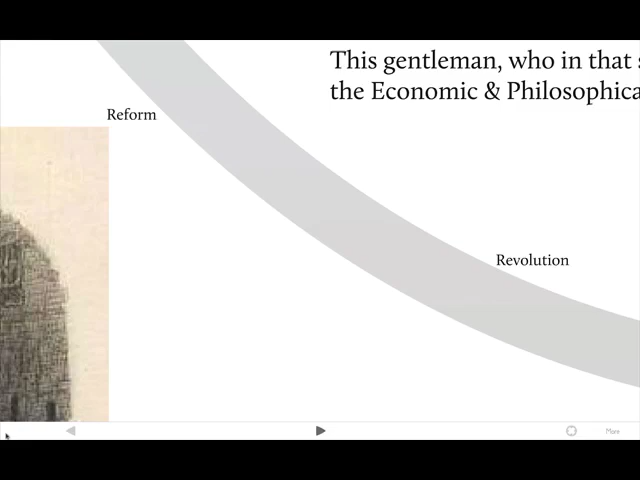 This gentleman, who in that
the Economic & Philosophica
Reform
Revolution
More